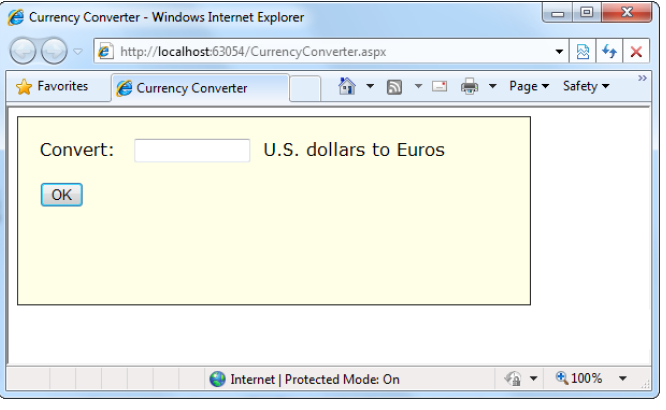 Currency Converter - Windows Internet Explorer
http://localhost:63054/CurrencyConverter.aspx
Favorites Currency Converter Page Safety »
Convert: U.S. dollars to Euros
OK
Internet | Protected Mode: On 100%